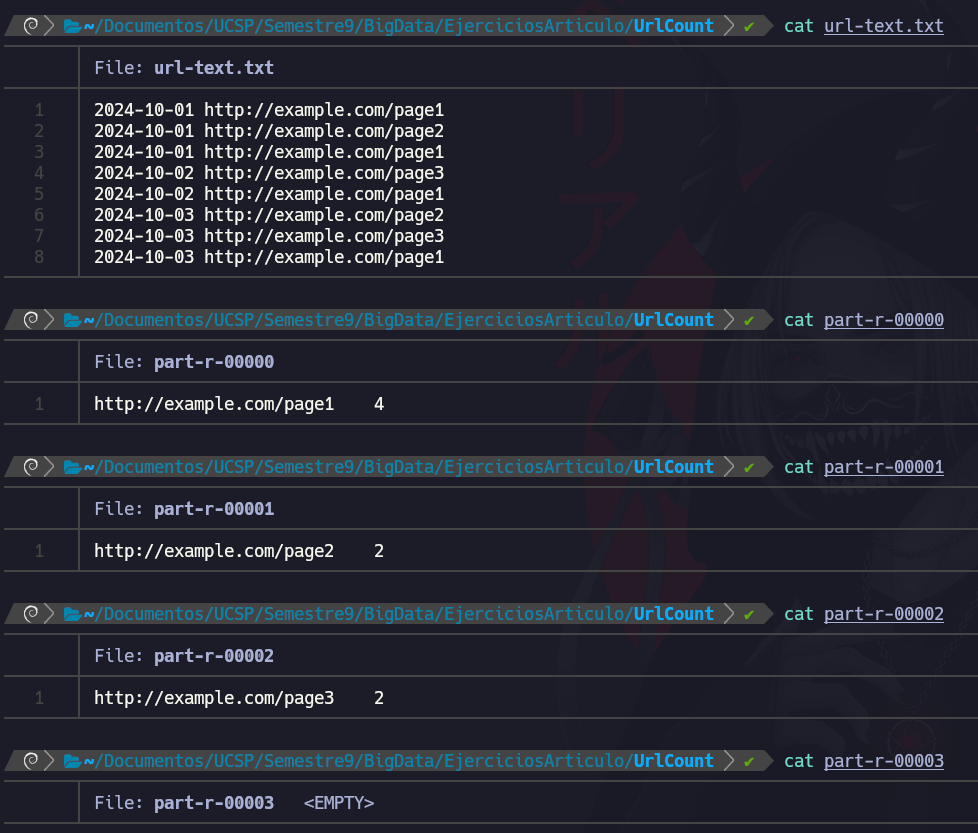 ~/Documentos/UCSP/Semestre9/BigData/EjerciciosArticulo/UrlCount ✔ cat url-text.txt
File: url-text.txt
1 2024-10-01 http://example.com/page1
2 2024-10-01 http://example.com/page2
3 2024-10-01 http://example.com/page1
4 2024-10-02 http://example.com/page3
5 2024-10-02 http://example.com/page1
6 2024-10-03 http://example.com/page2
7 2024-10-03 http://example.com/page3
8 2024-10-03 http://example.com/page1
~/Documentos/UCSP/Semestre9/BigData/EjerciciosArticulo/UrlCount ✔ cat part-r-00000
File: part-r-00000
1 http://example.com/page1 4
~/Documentos/UCSP/Semestre9/BigData/EjerciciosArticulo/UrlCount ✔ cat part-r-00001
File: part-r-00001
1 http://example.com/page2 2
~/Documentos/UCSP/Semestre9/BigData/EjerciciosArticulo/UrlCount ✔ cat part-r-00002
File: part-r-00002
1 http://example.com/page3 2
~/Documentos/UCSP/Semestre9/BigData/EjerciciosArticulo/UrlCount ✔ cat part-r-00003
File: part-r-00003 <EMPTY>